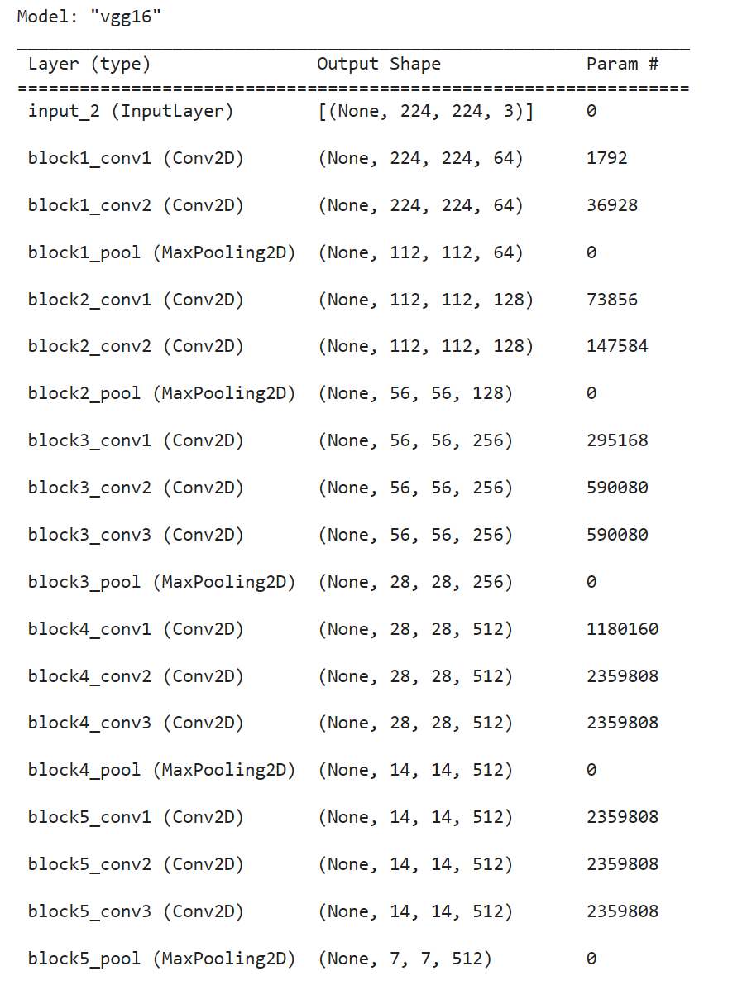 Model: "vgg16"
_________________________________________________________________
Layer (type) Output Shape Param #
=================================================================
input_2 (InputLayer) [(None, 224, 224, 3)] 0
block1_conv1 (Conv2D) (None, 224, 224, 64) 1792
block1_conv2 (Conv2D) (None, 224, 224, 64) 36928
block1_pool (MaxPooling2D) (None, 112, 112, 64) 0
block2_conv1 (Conv2D) (None, 112, 112, 128) 73856
block2_conv2 (Conv2D) (None, 112, 112, 128) 147584
block2_pool (MaxPooling2D) (None, 56, 56, 128) 0
block3_conv1 (Conv2D) (None, 56, 56, 256) 295168
block3_conv2 (Conv2D) (None, 56, 56, 256) 590080
block3_conv3 (Conv2D) (None, 56, 56, 256) 590080
block3_pool (MaxPooling2D) (None, 28, 28, 256) 0
block4_conv1 (Conv2D) (None, 28, 28, 512) 1180160
block4_conv2 (Conv2D) (None, 28, 28, 512) 2359808
block4_conv3 (Conv2D) (None, 28, 28, 512) 2359808
block4_pool (MaxPooling2D) (None, 14, 14, 512) 0
block5_conv1 (Conv2D) (None, 14, 14, 512) 2359808
block5_conv2 (Conv2D) (None, 14, 14, 512) 2359808
block5_conv3 (Conv2D) (None, 14, 14, 512) 2359808
block5_pool (MaxPooling2D) (None, 7, 7, 512) 0